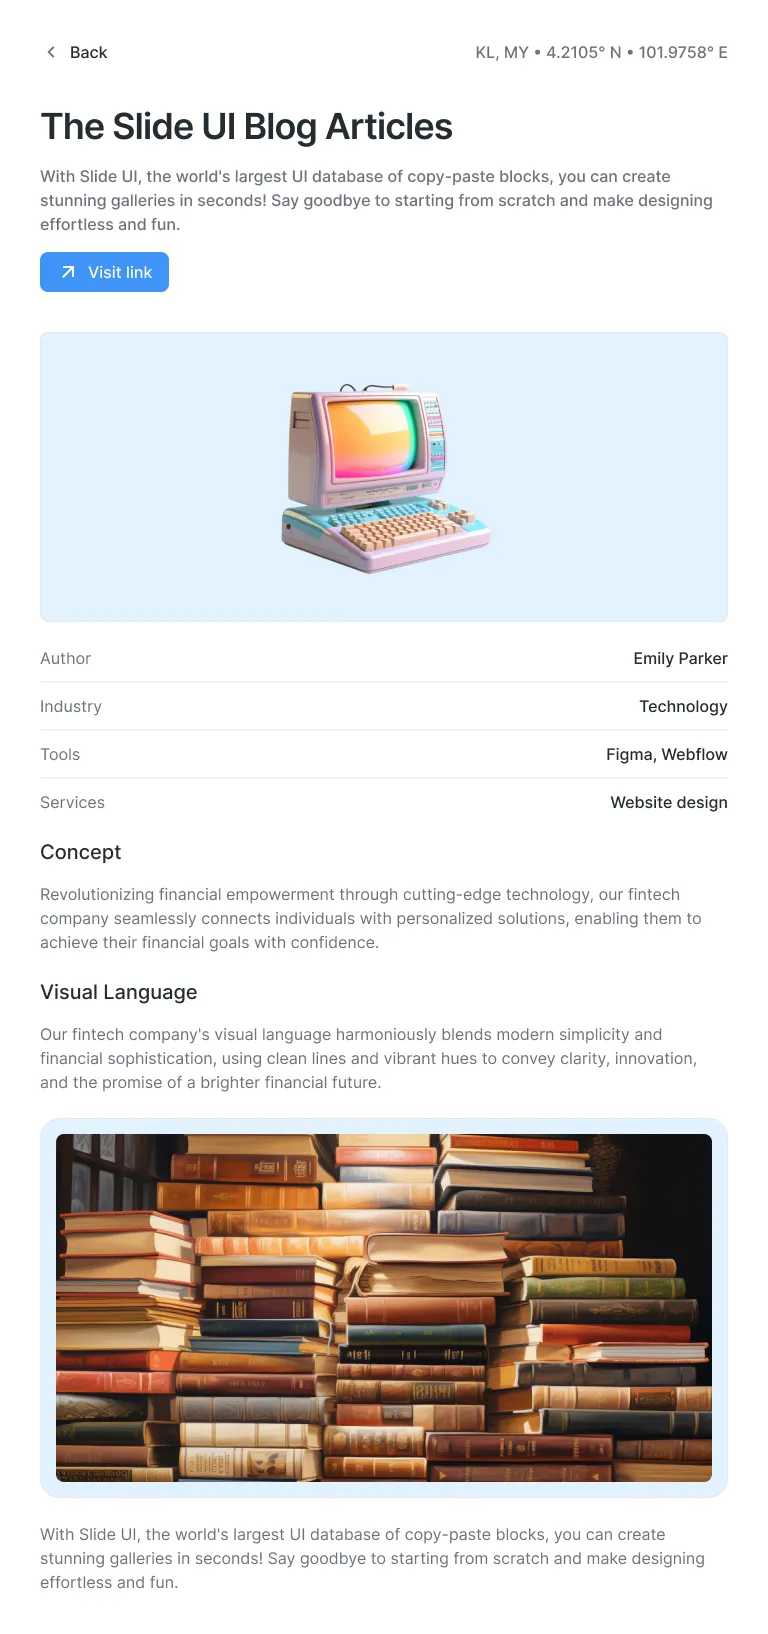 Back
KL, MY • 4.2105° N • 101.9758° E
The Slide UI Blog Articles
With Slide UI, the world's largest UI database of copy-paste blocks, you can create
stunning galleries in seconds! Say goodbye to starting from scratch and make designing
effortless and fun.
Visit link
Author
Emily Parker
Industry
Technology
Tools
Figma, Webflow
Services
Website design
Concept
Revolutionizing financial empowerment through cutting-edge technology, our fintech
company seamlessly connects individuals with personalized solutions, enabling them to
achieve their financial goals with confidence.
Visual Language
Our fintech company's visual language harmoniously blends modern simplicity and
financial sophistication, using clean lines and vibrant hues to convey clarity, innovation,
and the promise of a brighter financial future.
With Slide UI, the world's largest UI database of copy-paste blocks, you can create
stunning galleries in seconds! Say goodbye to starting from scratch and make designing
effortless and fun.